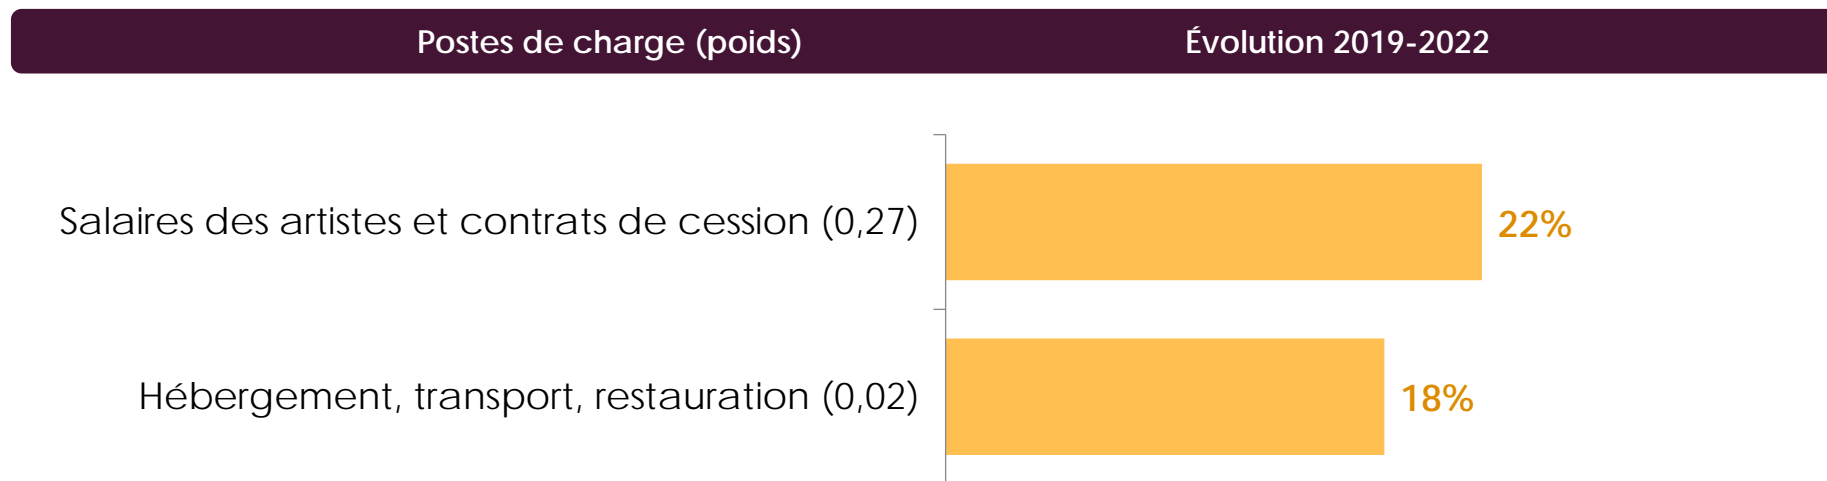 Postes de charge (poids) Évolution 2019-2022
Salaires des artistes et contrats de cession (0,27) 22%
Hébergement, transport, restauration (0,02) 18%